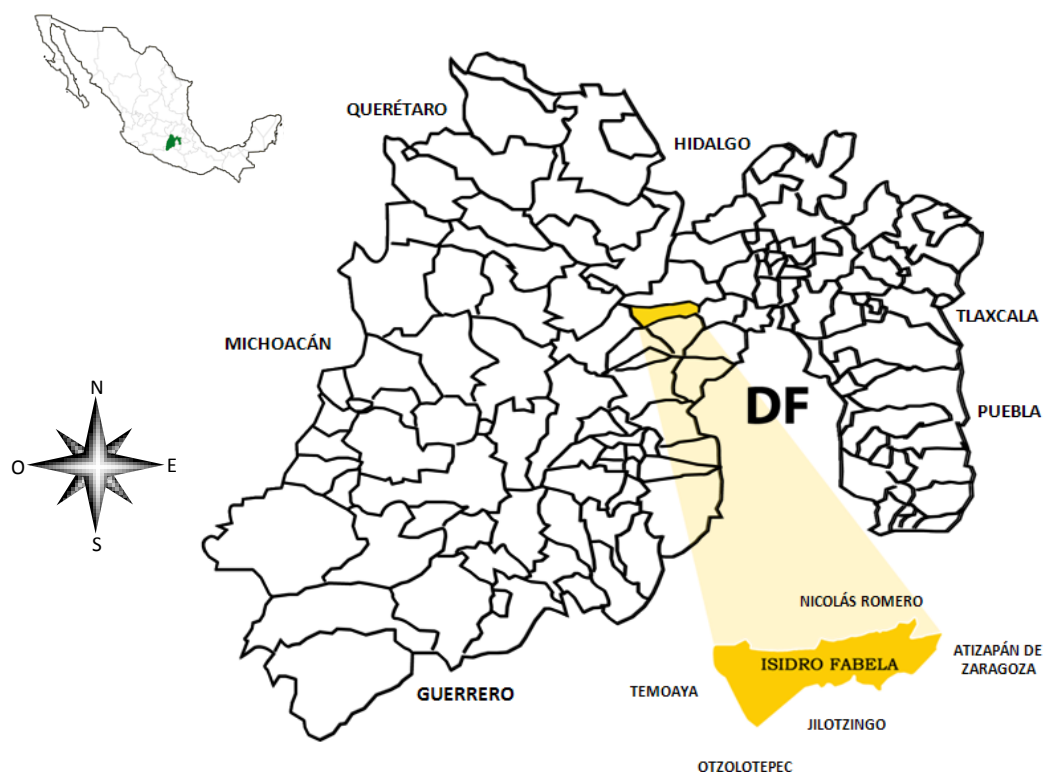 QUERÉTARO
HIDALGO
TLAXCALA
MICHOACÁN
N
DF
PUEBLA
O
E
S
NICOLÁS ROMERO
ISIDRO FABELA
ATIZAPÁN DE
ZARAGOZA
TEMOAYA
GUERRERO
JILOTZINGO
OTZOLOTEPEC